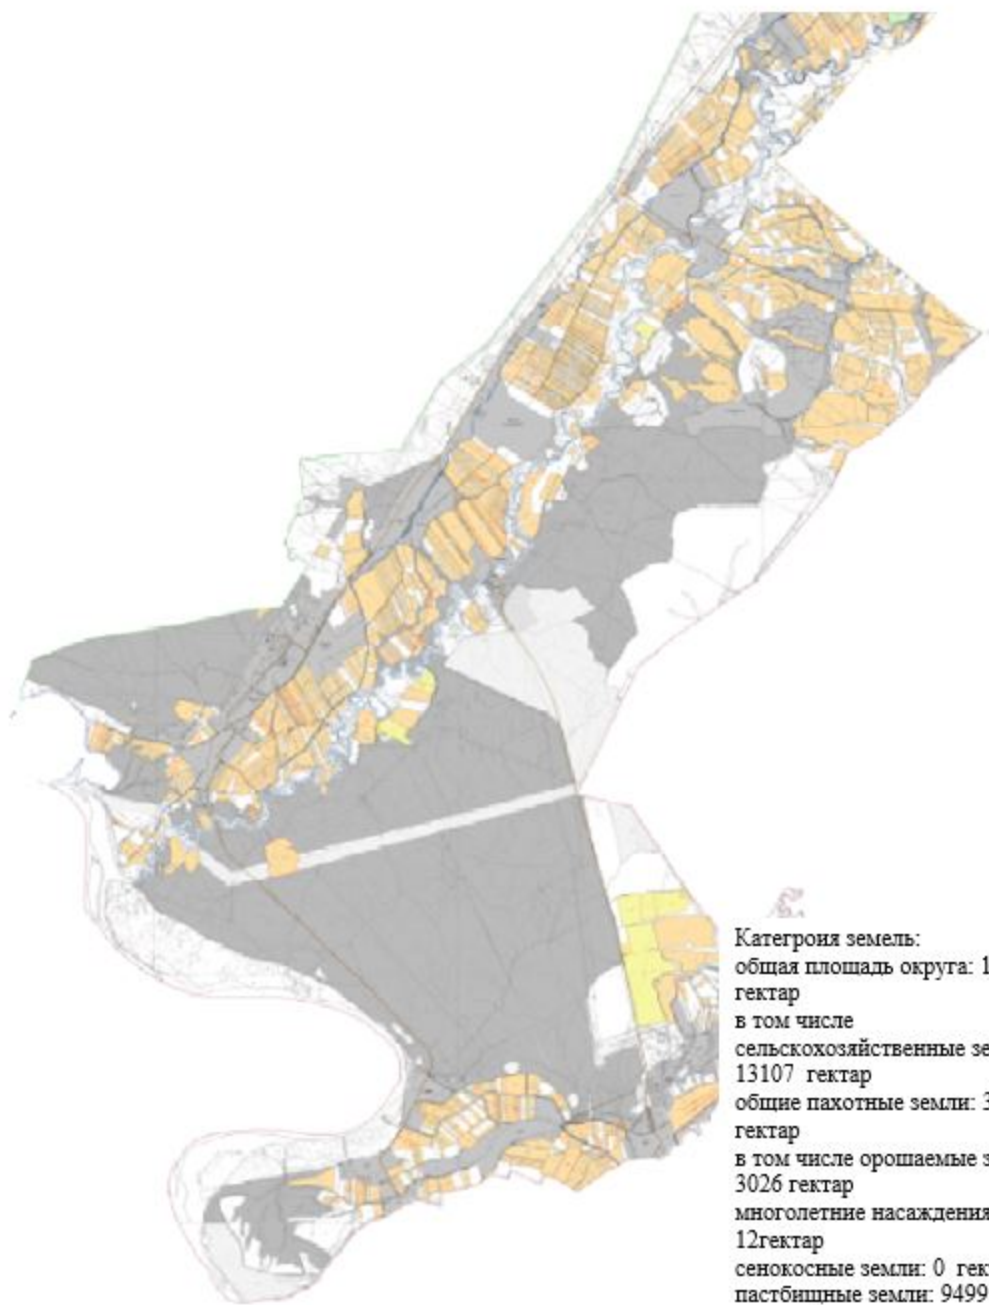 Категроия земель:
общая площадь округа: 1
гектар
в том числе
сельскохозяйственные зе
13107 гектар
общие пахотные земли: 3
гектар
в том числе орошаемые з
3026 гектар
многолетние насаждения
12гектар
сенокосные земли: 0 гек
пастбищные земли: 9499